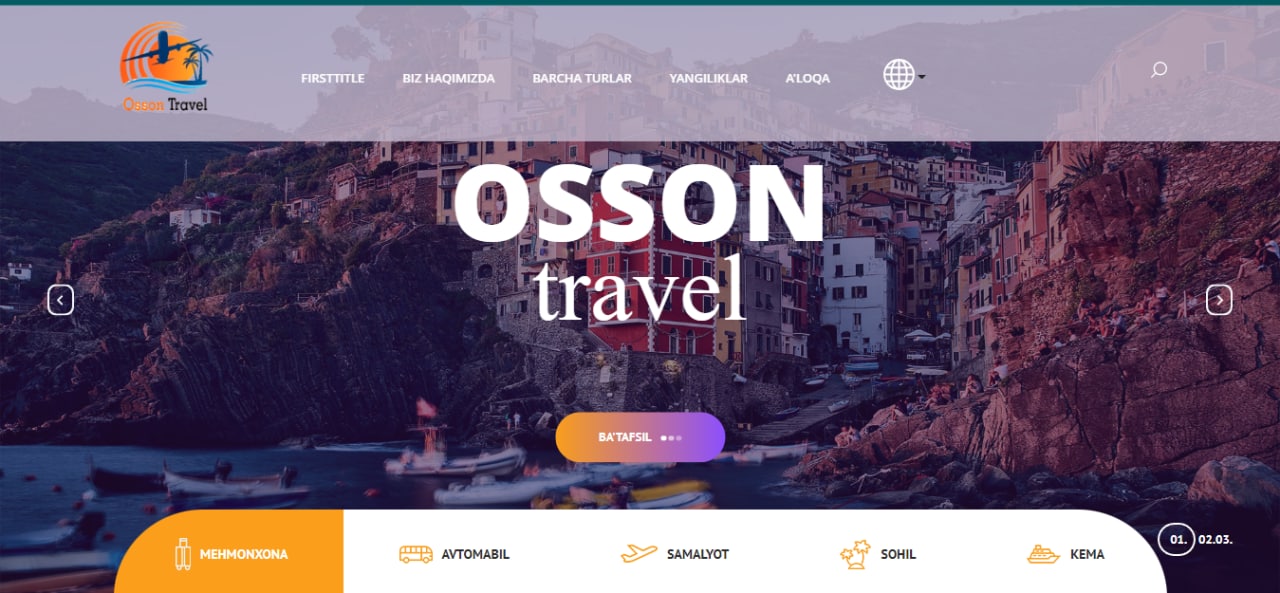 Osson Travel
FIRSTTITLE BIZ HAQIMIZDA BARCHA TURLAR YANGILIKLAR A'LOQA
OSSON
travel
BA'TAFSIL
MEHMONXONA AVTOMABIL SAMALYOT SOHIL KEMA
01. 02.03.